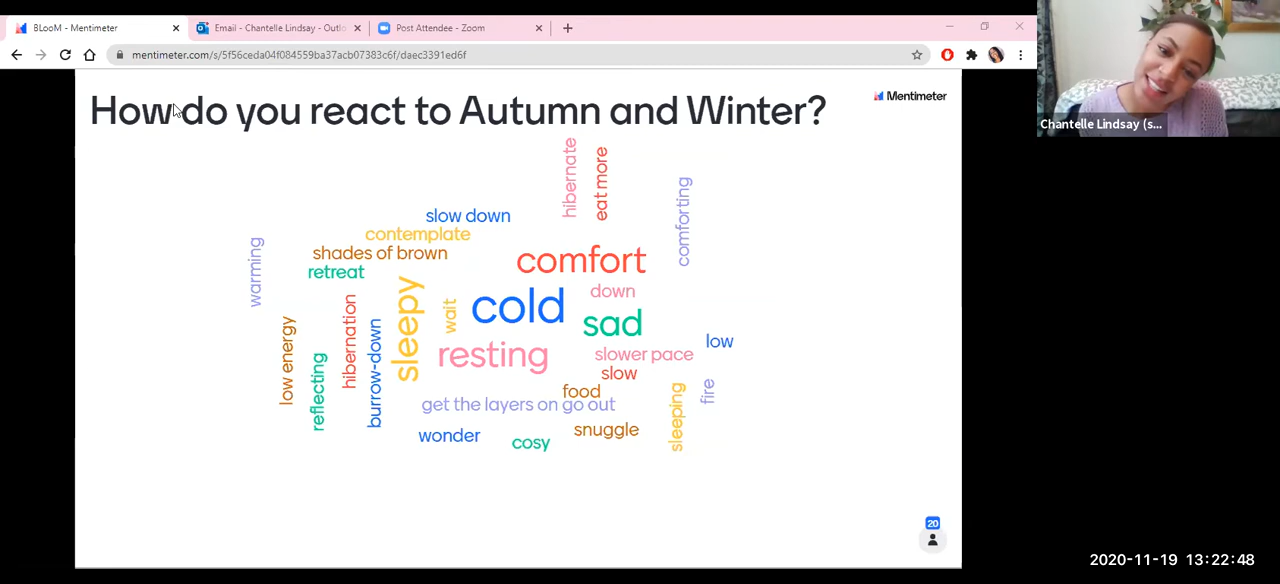 BLooM - Mentimeter
Email - Chantelle Lindsay - Outlo
Post Attendee - Zoom
mentimeter.com/s/5f56ceda04f084559ba37acb07383c6f/daec3391edf6
How do you react to Autumn and Winter?
Mentimeter
Chantelle Lindsay (s...
hibernate
eat more
comforting
slow down
contemplate
shades of brown
retreat
warming
comfort
down
cold
sad
sleepy
wait
resting
slower pace
low
slow
food
fire
low energy
reflecting
hibernation
burrow-down
get the layers on go out
sleeping
wonder
cosy
snuggle
20
2020-11-19 13:22:48